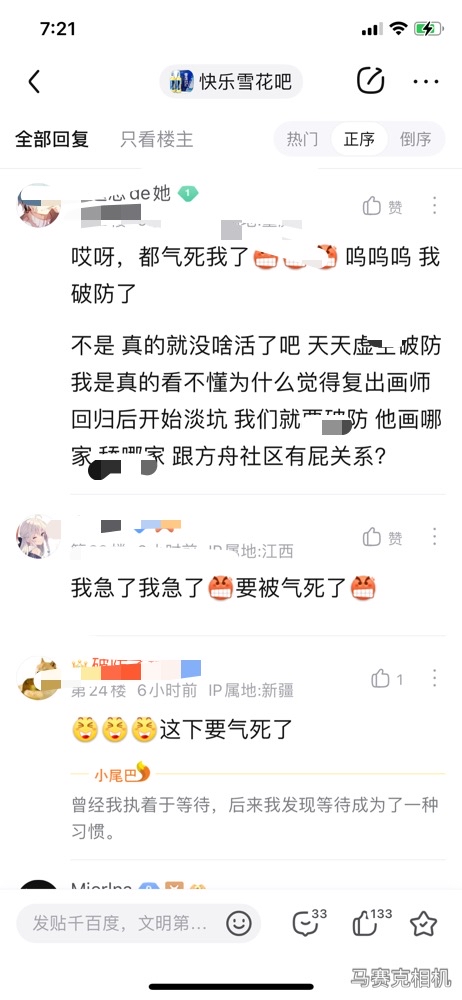 7:21
快乐雪花吧
全部回复 只看楼主 热门 正序 倒序
de她 1
赞
哎呀，都气死我了 呜呜呜 我
破防了
不是 真的就没啥活了吧 天天虚 破防
我是真的看不懂为什么觉得复出画师
回归后开始淡坑 我们就要破防 他画哪
家 哪家 跟方舟社区有屁关系？
IP属地:江西 赞
我急了我急了 要被气死了
破防
第24楼 6小时前 IP属地:新疆 1
这下要气死了
小尾巴
曾经我执着于等待，后来我发现等待成为了一种
习惯。
发贴千百度，文明第... 33 133
马赛克相机